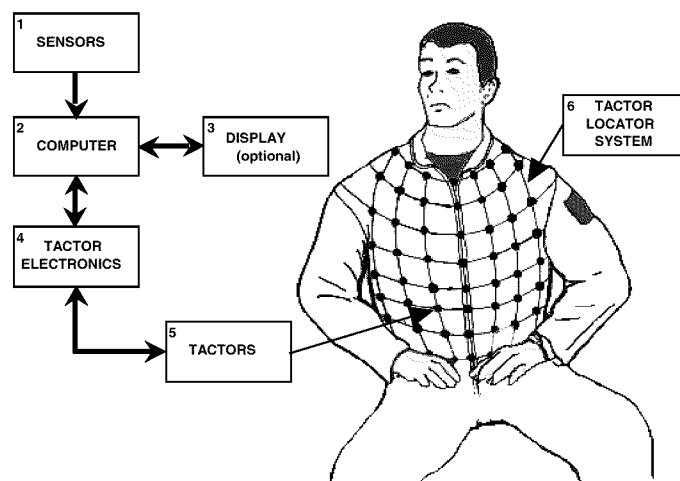 1
SENSORS
2
COMPUTER
3
DISPLAY
(optional)
4
TACTOR
ELECTRONICS
5
TACTORS
6 TACTOR
LOCATOR
SYSTEM